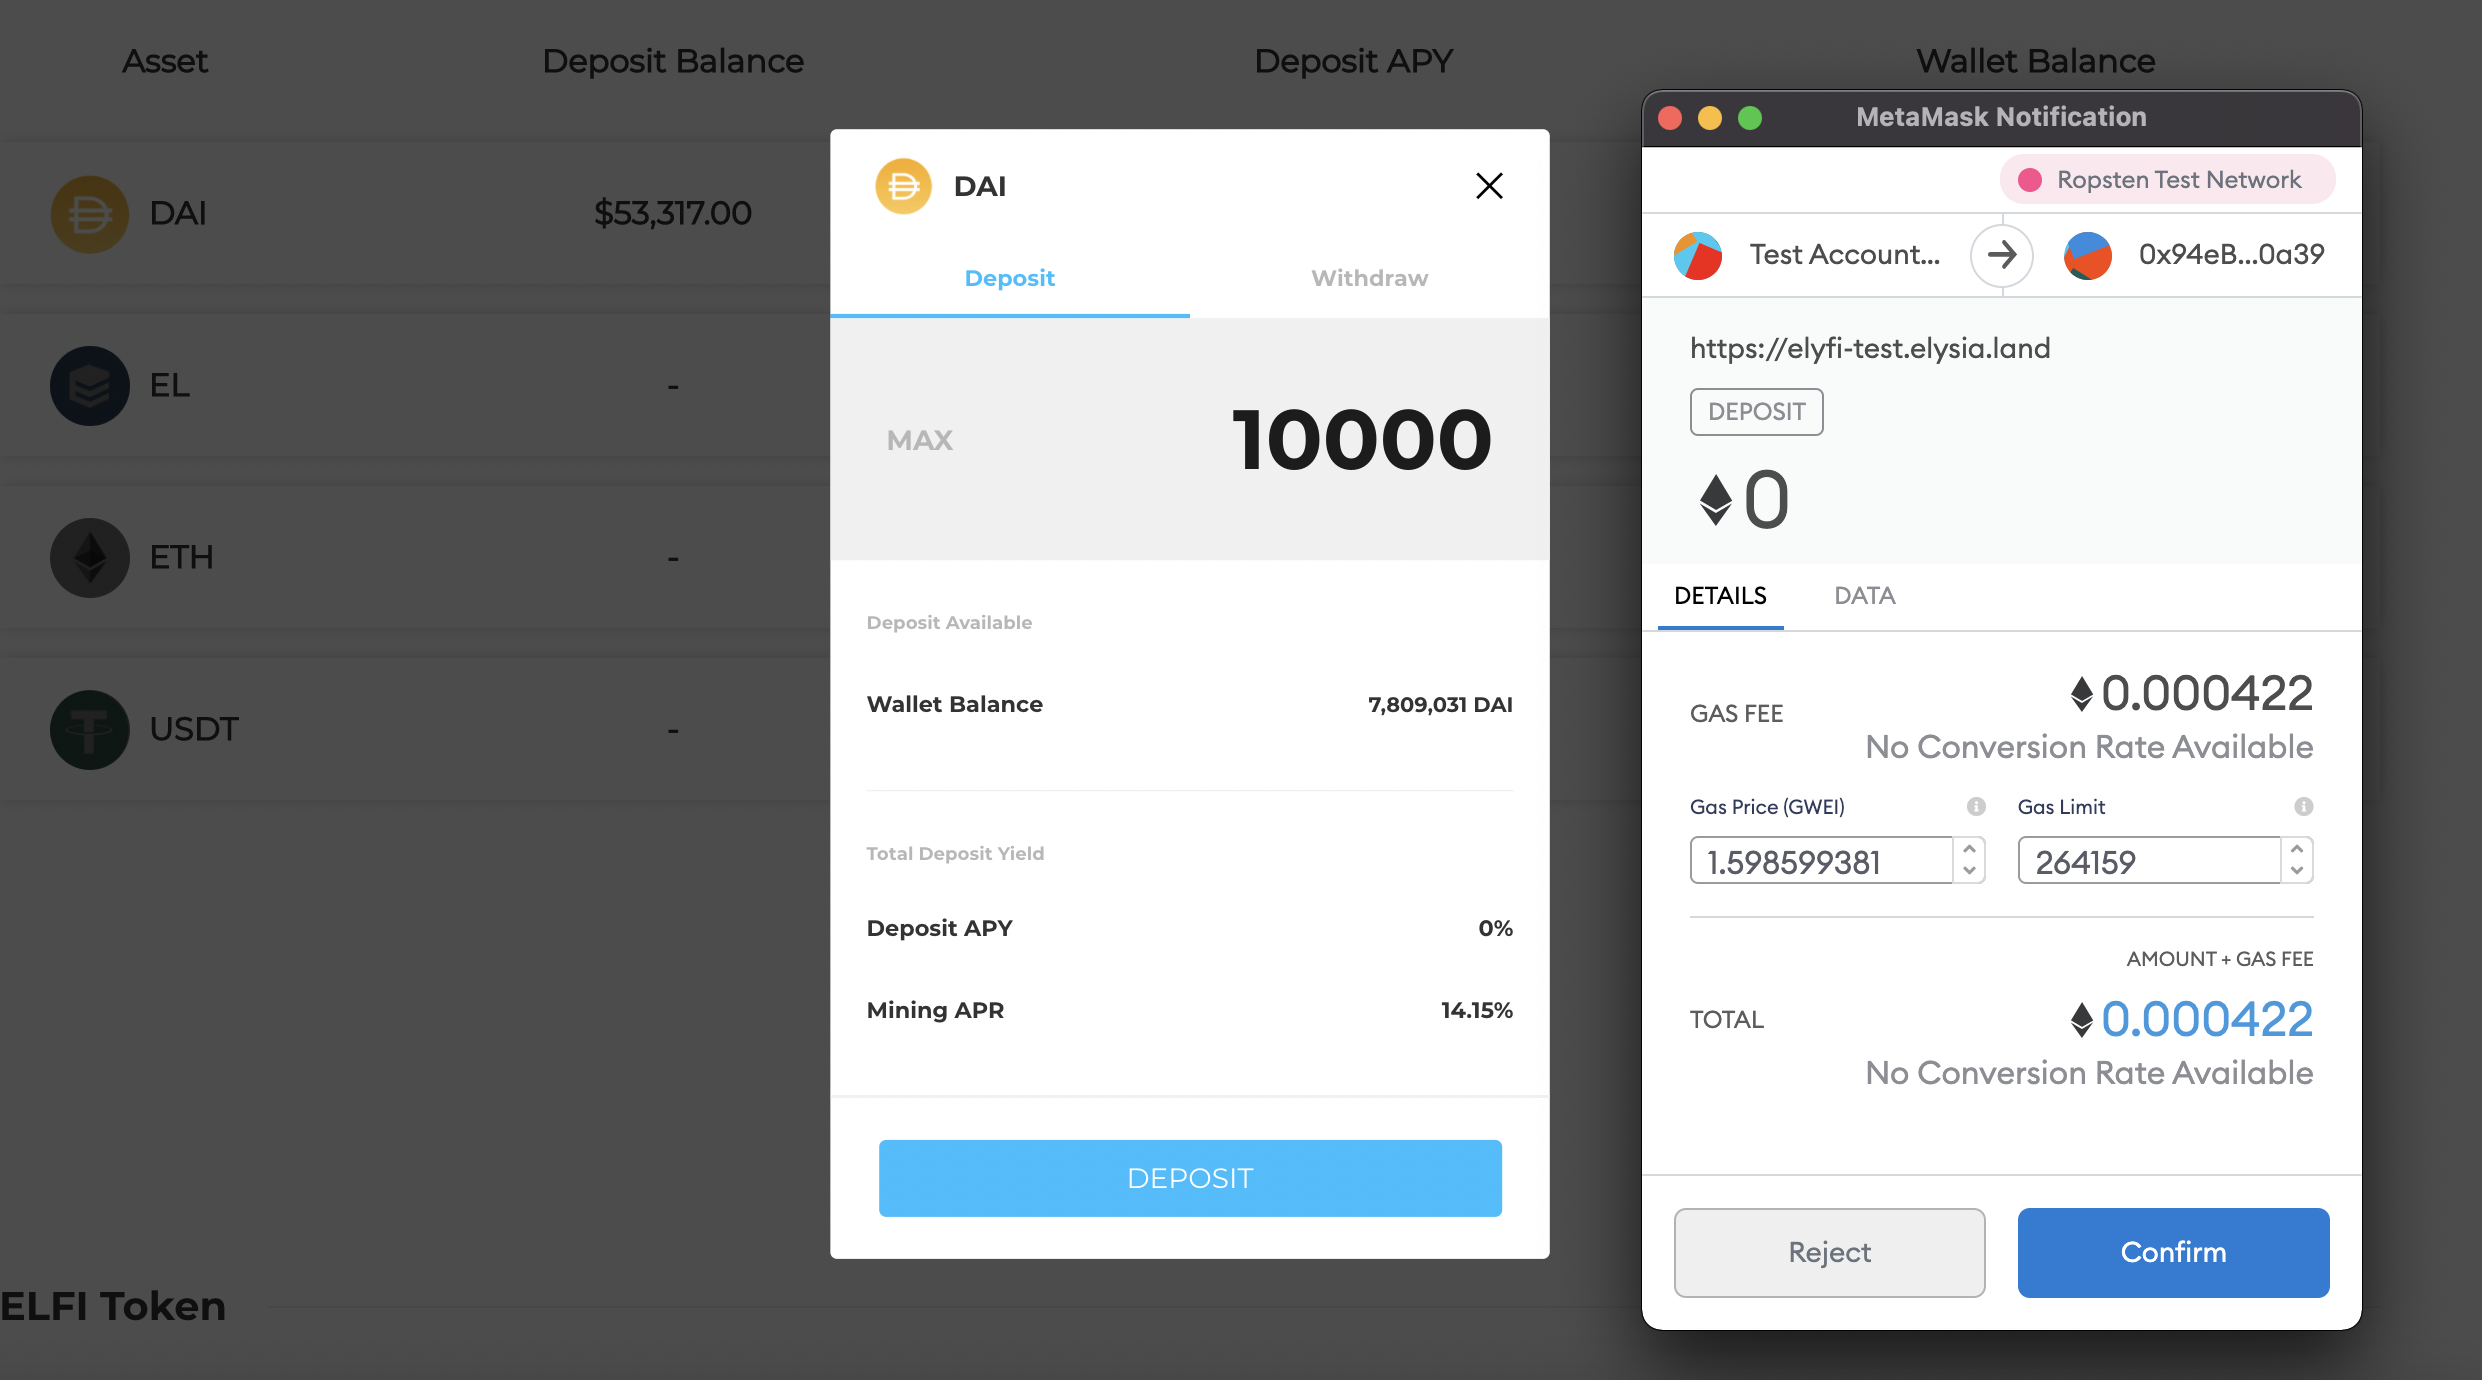 Asset Deposit Balance Deposit APY Wallet Balance
DAI $53,317.00
EL -
ETH -
USDT -
ELFI Token
DAI
Deposit Withdraw
MAX 10000
Deposit Available
Wallet Balance 7,809,031 DAI
Total Deposit Yield
Deposit APY 0%
Mining APR 14.15%
DEPOSIT
MetaMask Notification
Ropsten Test Network
Test Account... 0x94eB...0a39
https://elyfi-test.elysia.land
DEPOSIT
0
DETAILS DATA
GAS FEE 0.000422
No Conversion Rate Available
Gas Price (GWEI) Gas Limit
1.598599381 264159
AMOUNT + GAS FEE
TOTAL 0.000422
No Conversion Rate Available
Reject Confirm